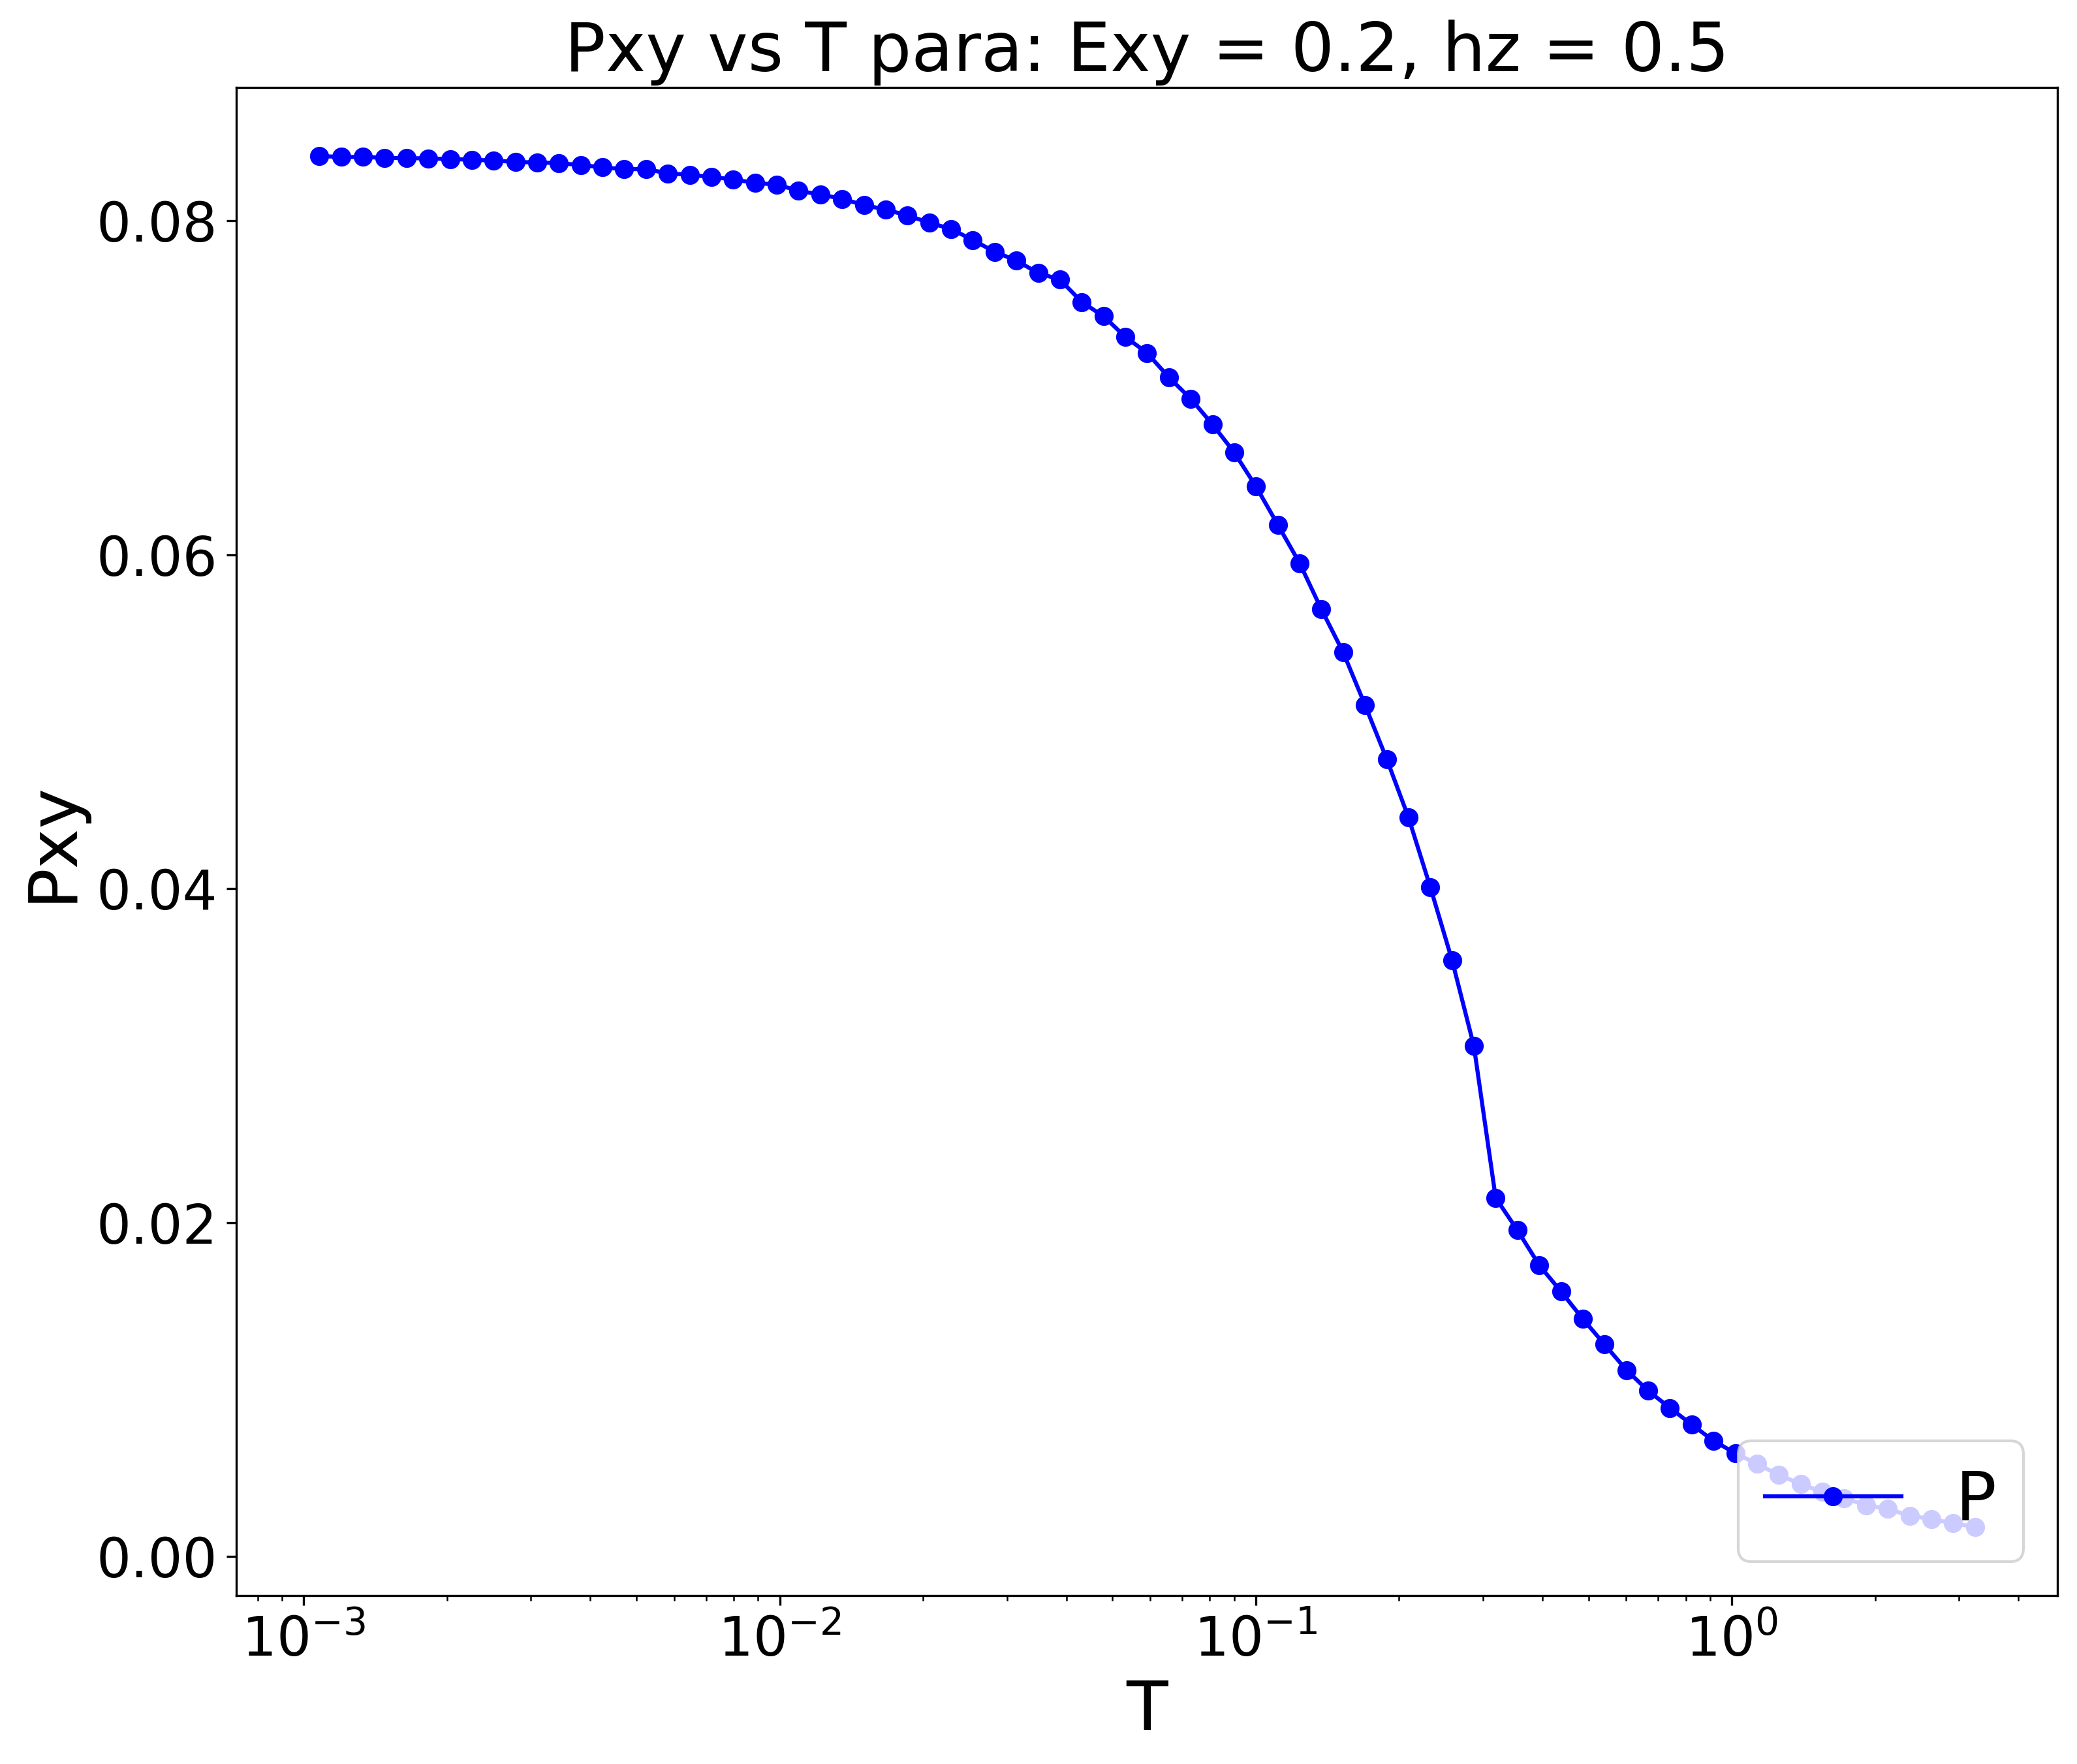 Pxy vs T para: Exy = 0.2, hz = 0.5
Pxy
0.08
0.06
0.04
0.02
0.00
10⁻³ 10⁻² 10⁻¹ 10⁰
T
P